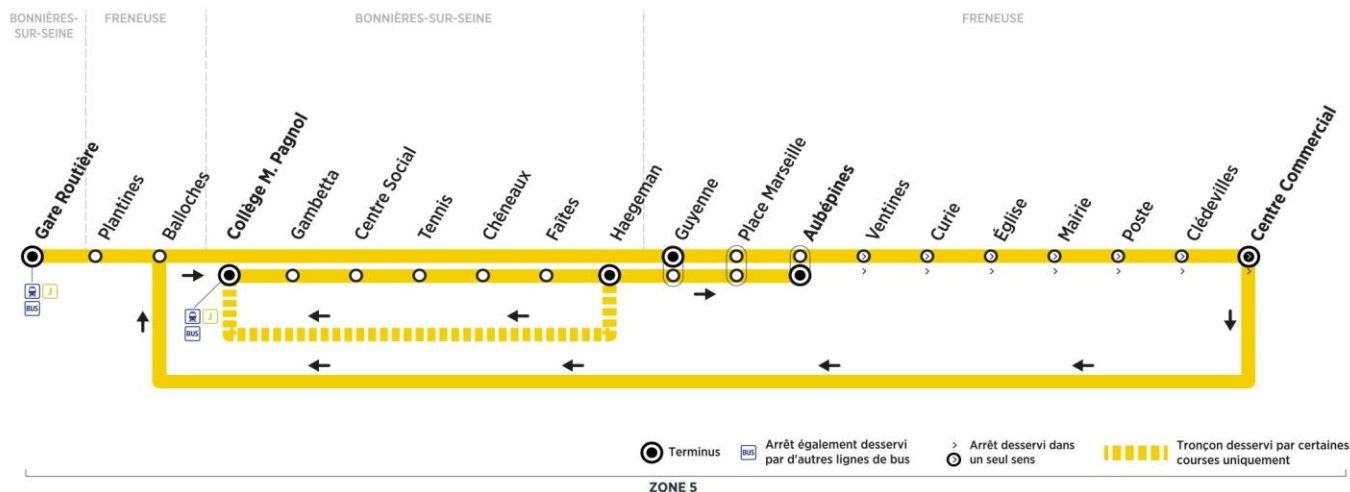 BONNIÈRES-
SUR-SEINE
FRENEUSE
BONNIÈRES-SUR-SEINE
FRENEUSE
Gare Routière
Plantines
Balloches
Collège M. Pagnol
Gambetta
Centre Social
Tennis
Chêneaux
Faîtes
Haegeman
Guyenne
Place Marseille
Aubépines
Ventines
Curie
Église
Mairie
Poste
Clédevilles
Centre Commercial
J
BUS
J
BUS
Terminus
BUS
Arrêt également desservi
par d'autres lignes de bus
Arrêt desservi dans
un seul sens
Tronçon desservi par certaines
courses uniquement
ZONE 5